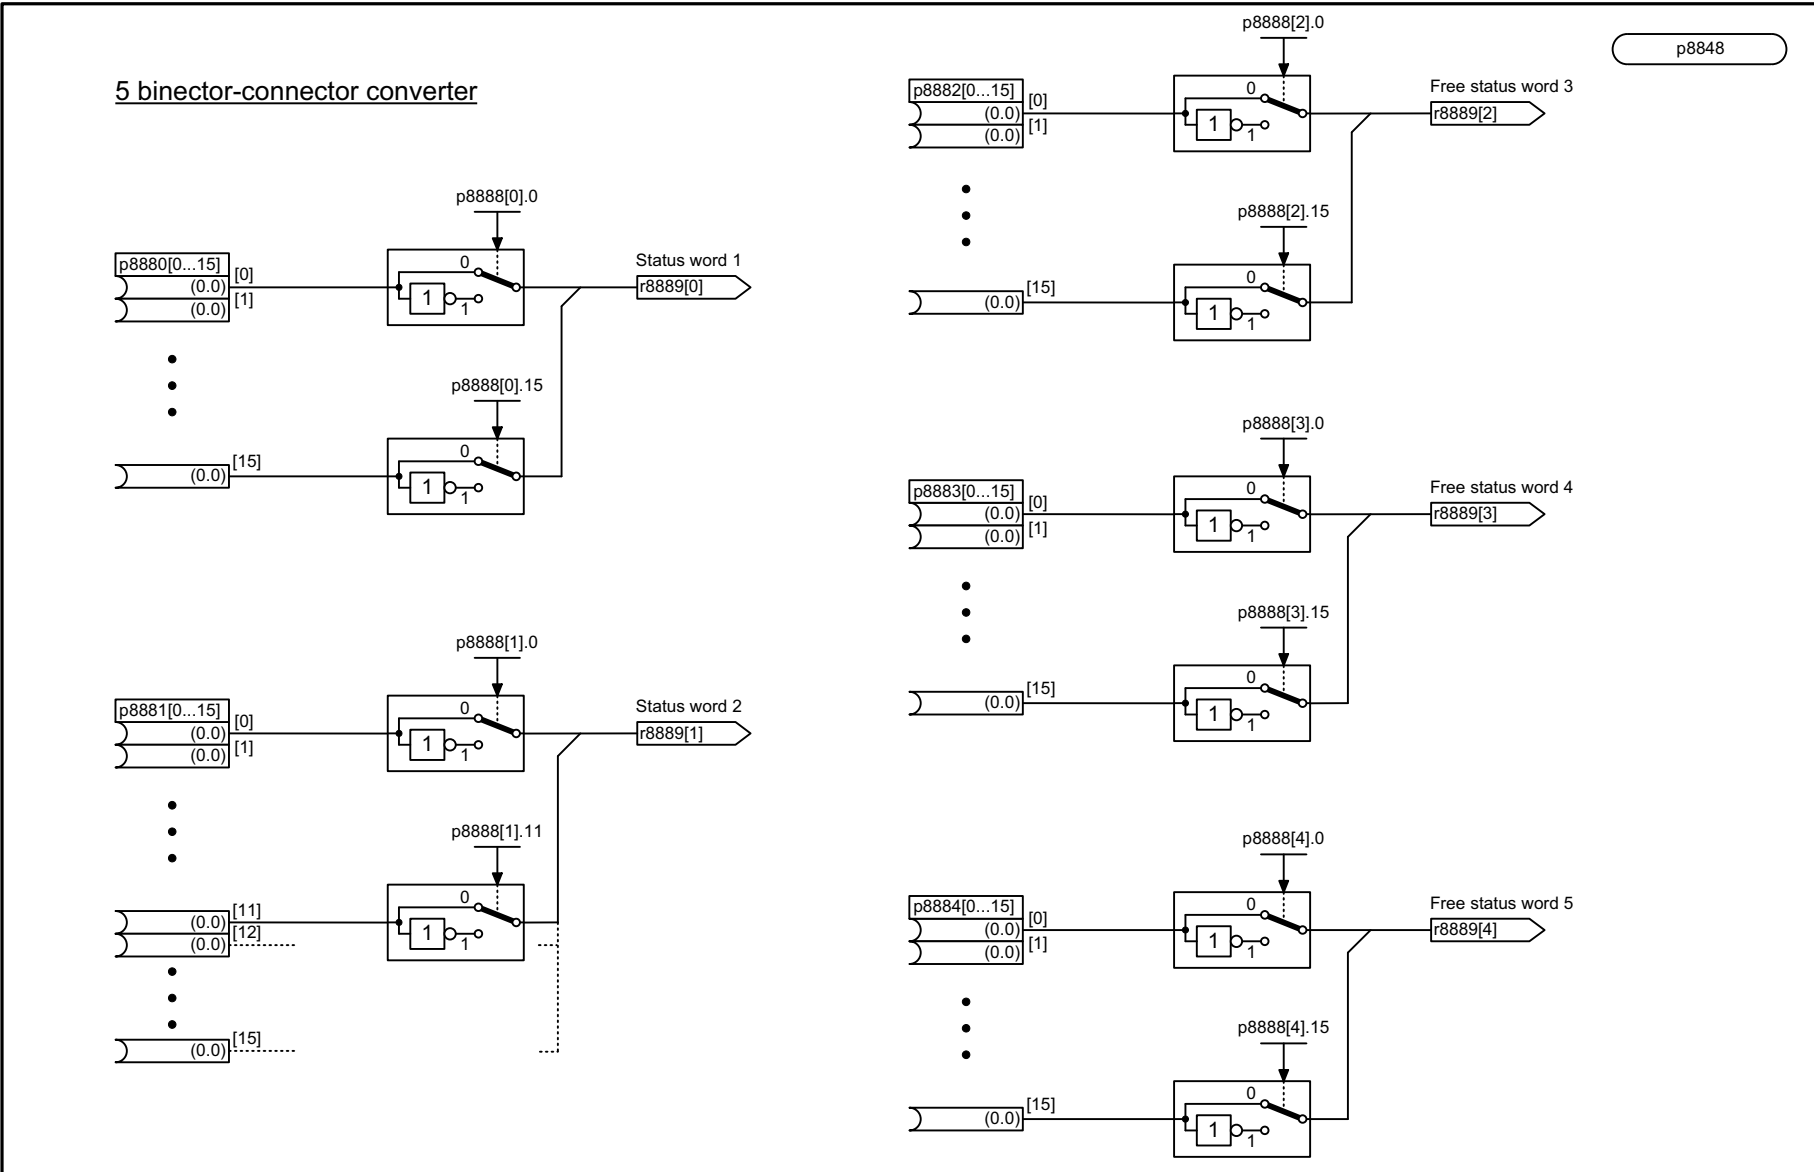 5 binector-connector converter
p8888[0].0
p8880[0...15]
[0]
(0.0)
[1]
(0.0)
0
1
1
Status word 1
r8889[0]
p8888[0].15
[15]
(0.0)
0
1
1
p8888[1].0
p8881[0...15]
[0]
(0.0)
[1]
(0.0)
0
1
1
Status word 2
r8889[1]
p8888[1].11
[11]
(0.0)
[12]
(0.0)
0
1
1
[15]
(0.0)
p8848
p8888[2].0
p8882[0...15]
[0]
(0.0)
[1]
(0.0)
0
1
1
Free status word 3
r8889[2]
p8888[2].15
[15]
(0.0)
0
1
1
p8888[3].0
p8883[0...15]
[0]
(0.0)
[1]
(0.0)
0
1
1
Free status word 4
r8889[3]
p8888[3].15
[15]
(0.0)
0
1
1
p8888[4].0
p8884[0...15]
[0]
(0.0)
[1]
(0.0)
0
1
1
Free status word 5
r8889[4]
p8888[4].15
[15]
(0.0)
0
1
1